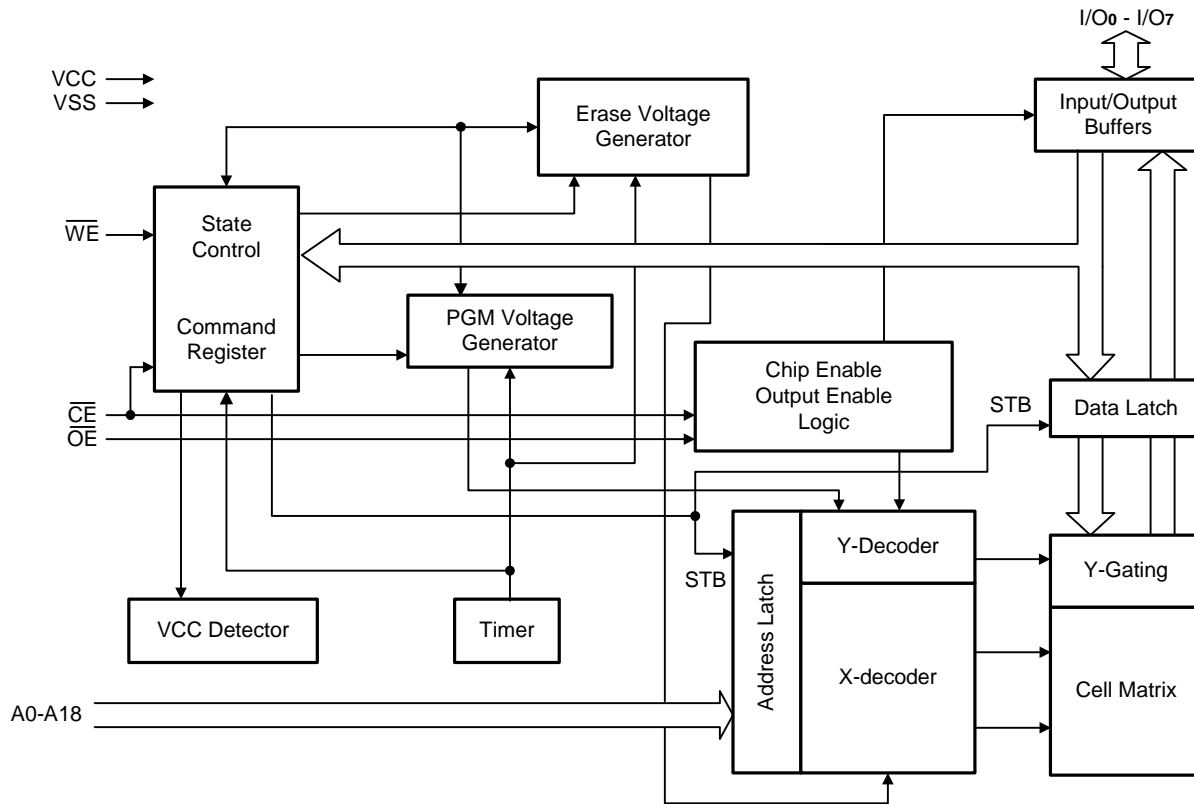 I/O0 - I/O7
VCC
VSS
Erase Voltage
Generator
Input/Output
Buffers
State
Control
WE
PGM Voltage
Generator
Command
Register
Chip Enable
Output Enable
Logic
CE
OE
STB
Data Latch
Y-Decoder
Y-Gating
STB
Address Latch
VCC Detector
Timer
X-decoder
Cell Matrix
A0-A18